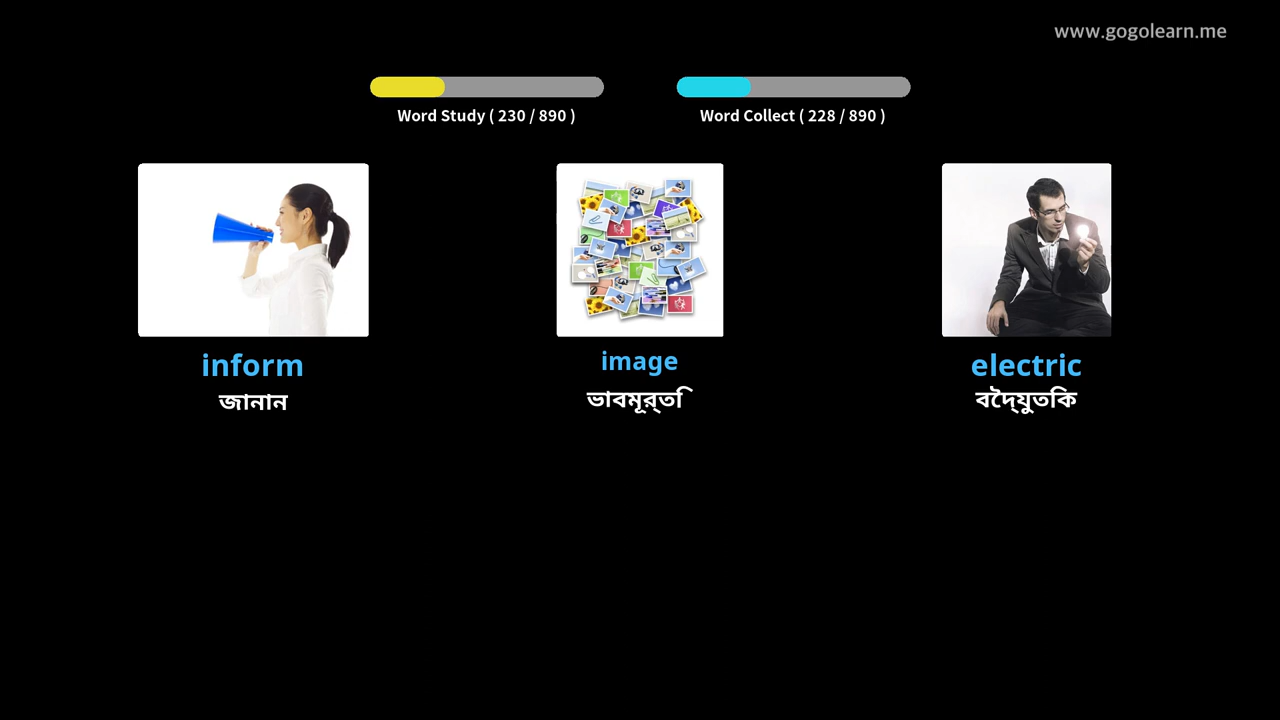 www.gogolearn.me
Word Study ( 230 / 890 )
Word Collect ( 228 / 890 )
inform
জানান
image
ভাবমূর্তি
electric
বৈদ্যুতিক